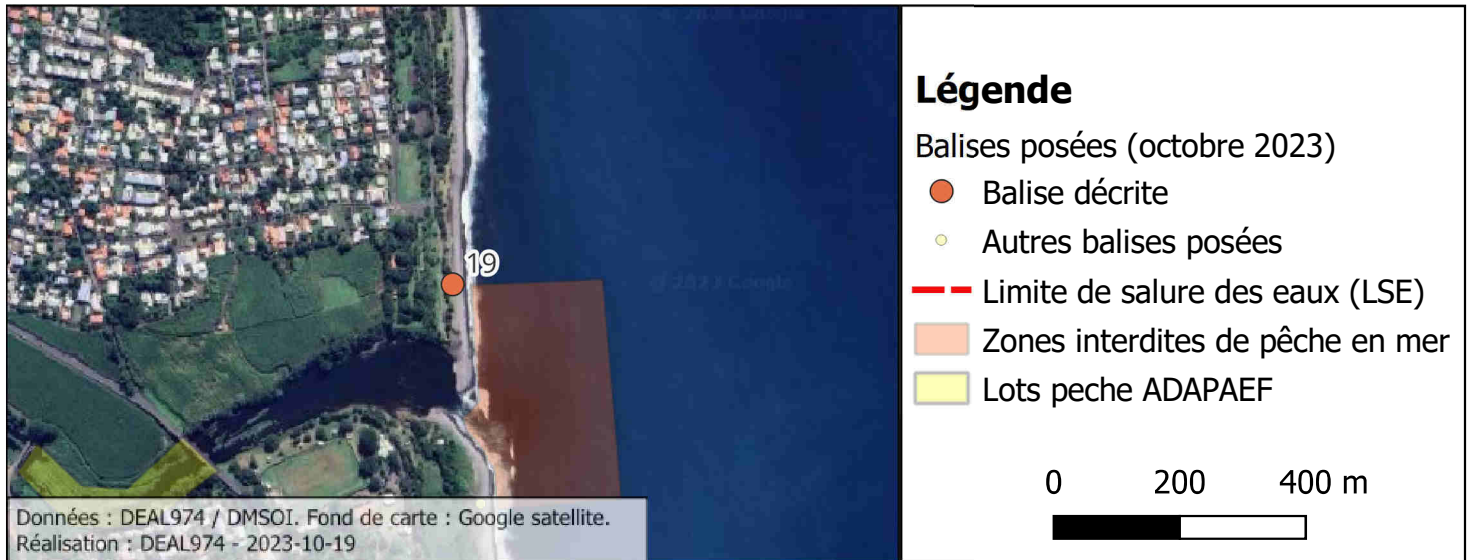 19
© 2023 Google
Données : DEAL974 / DMSOI. Fond de carte : Google satellite.
Réalisation : DEAL974 - 2023-10-19
Légende
Balises posées (octobre 2023)
Balise décrite
Autres balises posées
Limite de salure des eaux (LSE)
Zones interdites de pêche en mer
Lots peche ADAPAEF
0 200 400 m